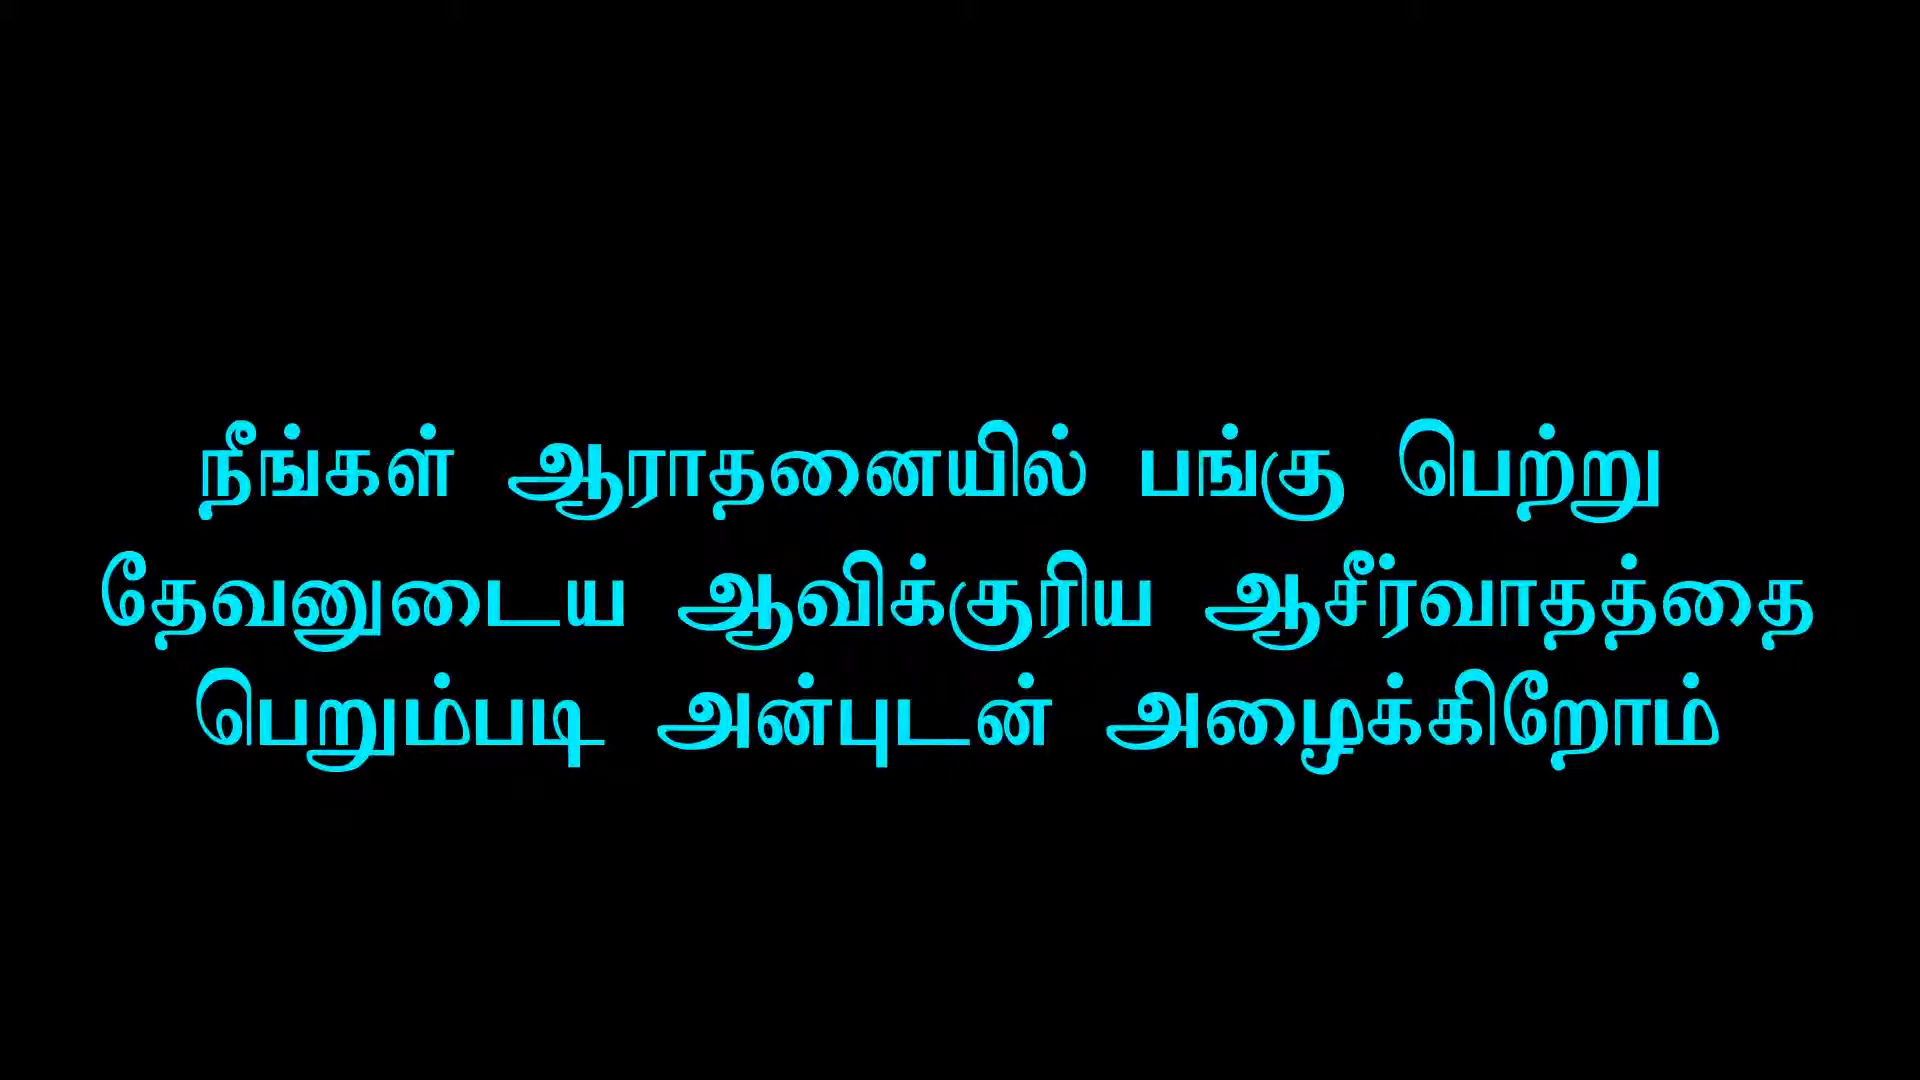 நீங்கள் ஆராதனையில் பங்கு பெற்று
தேவனுடைய ஆவிக்குரிய ஆசீர்வாதத்தை
பெறும்படி அன்புடன் அழைக்கிறோம்